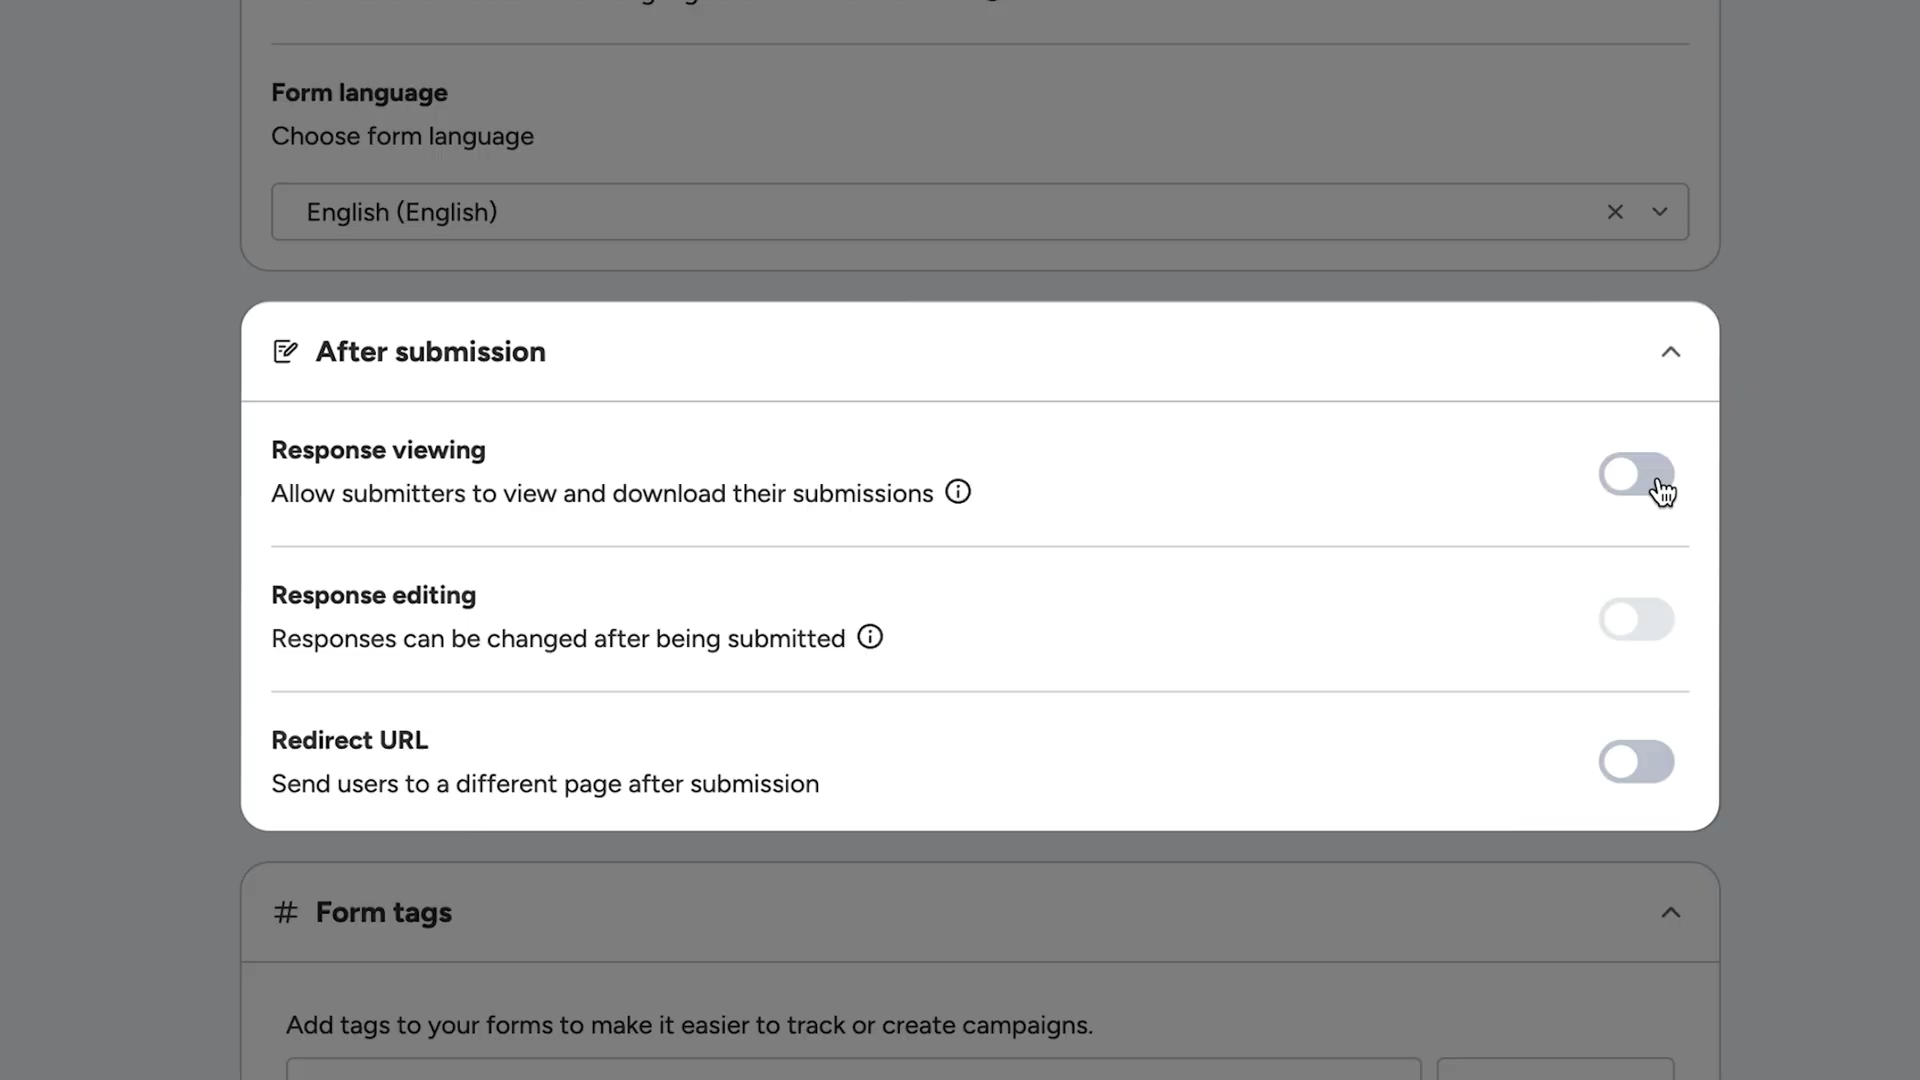 Form language
Choose form language
English (English)
After submission
Response viewing
Allow submitters to view and download their submissions
Response editing
Responses can be changed after being submitted
Redirect URL
Send users to a different page after submission
# Form tags
Add tags to your forms to make it easier to track or create campaigns.